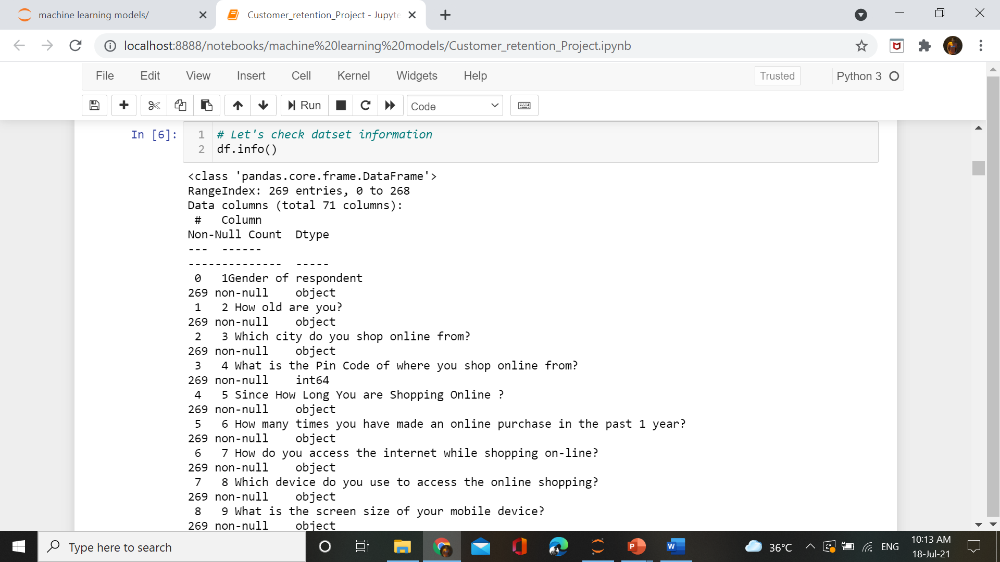 machine learning models/
Customer_retention_Project - Jupyte
localhost:8888/notebooks/machine%20learning%20models/Customer_retention_Project.ipynb
File Edit View Insert Cell Kernel Widgets Help Trusted Python 3
Run Code
In [6]: 1 # Let's check datset information
2 df.info()
<class 'pandas.core.frame.DataFrame'>
RangeIndex: 269 entries, 0 to 268
Data columns (total 71 columns):
# Column
Non-Null Count Dtype
--- ------
-------------- -----
0 1Gender of respondent
269 non-null object
1 2 How old are you?
269 non-null object
2 3 Which city do you shop online from?
269 non-null object
3 4 What is the Pin Code of where you shop online from?
269 non-null int64
4 5 Since How Long You are Shopping Online ?
269 non-null object
5 6 How many times you have made an online purchase in the past 1 year?
269 non-null object
6 7 How do you access the internet while shopping on-line?
269 non-null object
7 8 Which device do you use to access the online shopping?
269 non-null object
8 9 What is the screen size of your mobile device?
269 non-null object
Type here to search
P
W
36°C
ENG
10:13 AM
18-Jul-21